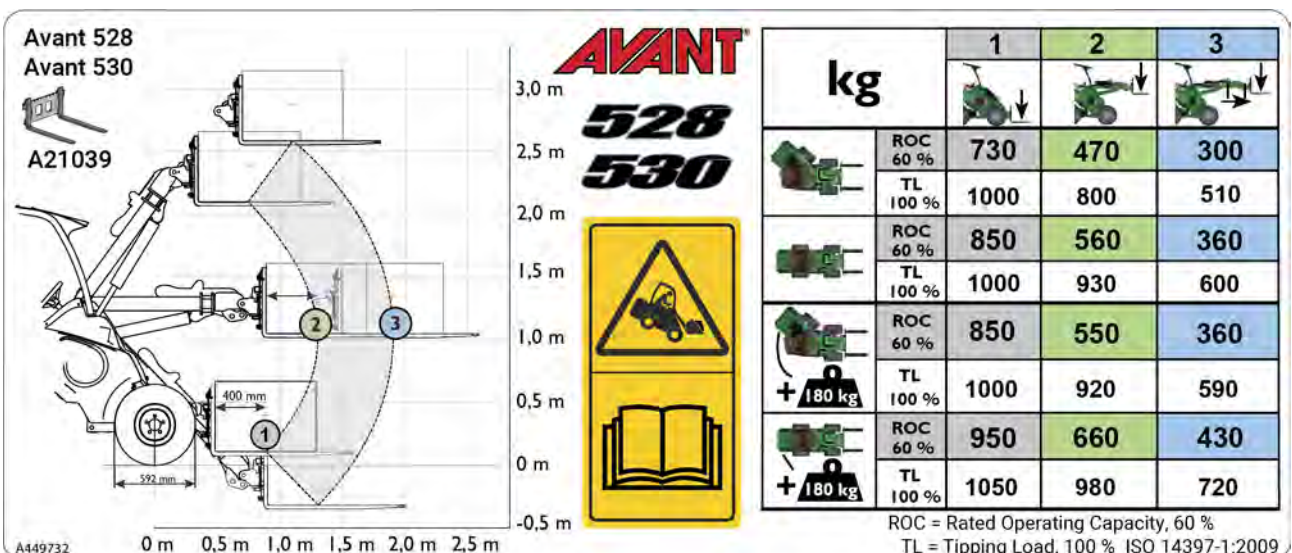 Avant 528
Avant 530
A21039
3,0 m
2,5 m
2,0 m
1,5 m
1,0 m
0,5 m
0 m
-0,5 m
2
3
400 mm
1
592 mm
0 m 0,5 m 1,0 m 1,5 m 2,0 m 2,5 m
A449732
AVANT®
528
530
kg 1 2 3
ROC 60 % 730 470 300
TL 100 % 1000 800 510
ROC 60 % 850 560 360
TL 100 % 1000 930 600
ROC 60 % 850 550 360
+ 180 kg TL 100 % 1000 920 590
ROC 60 % 950 660 430
+ 180 kg TL 100 % 1050 980 720
ROC = Rated Operating Capacity, 60 %
TL = Tipping Load, 100 % ISO 14397-1:2009